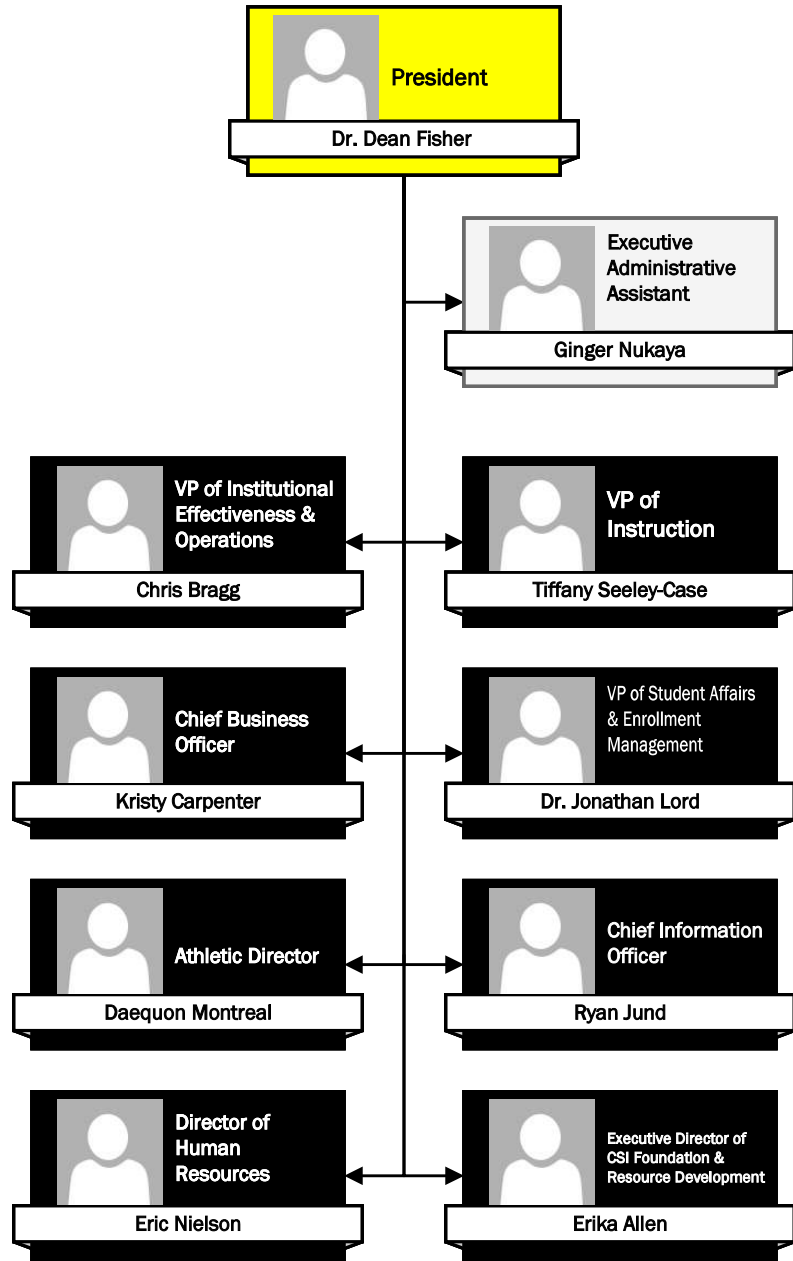 President
Dr. Dean Fisher
Executive
Administrative
Assistant
Ginger Nukaya
VP of Institutional
Effectiveness &
Operations
Chris Bragg
VP of
Instruction
Tiffany Seeley-Case
Chief Business
Officer
Kristy Carpenter
VP of Student Affairs
& Enrollment
Management
Dr. Jonathan Lord
Athletic Director
Daequon Montreal
Chief Information
Officer
Ryan Jund
Director of
Human
Resources
Eric Nielson
Executive Director of
CSI Foundation &
Resource Development
Erika Allen